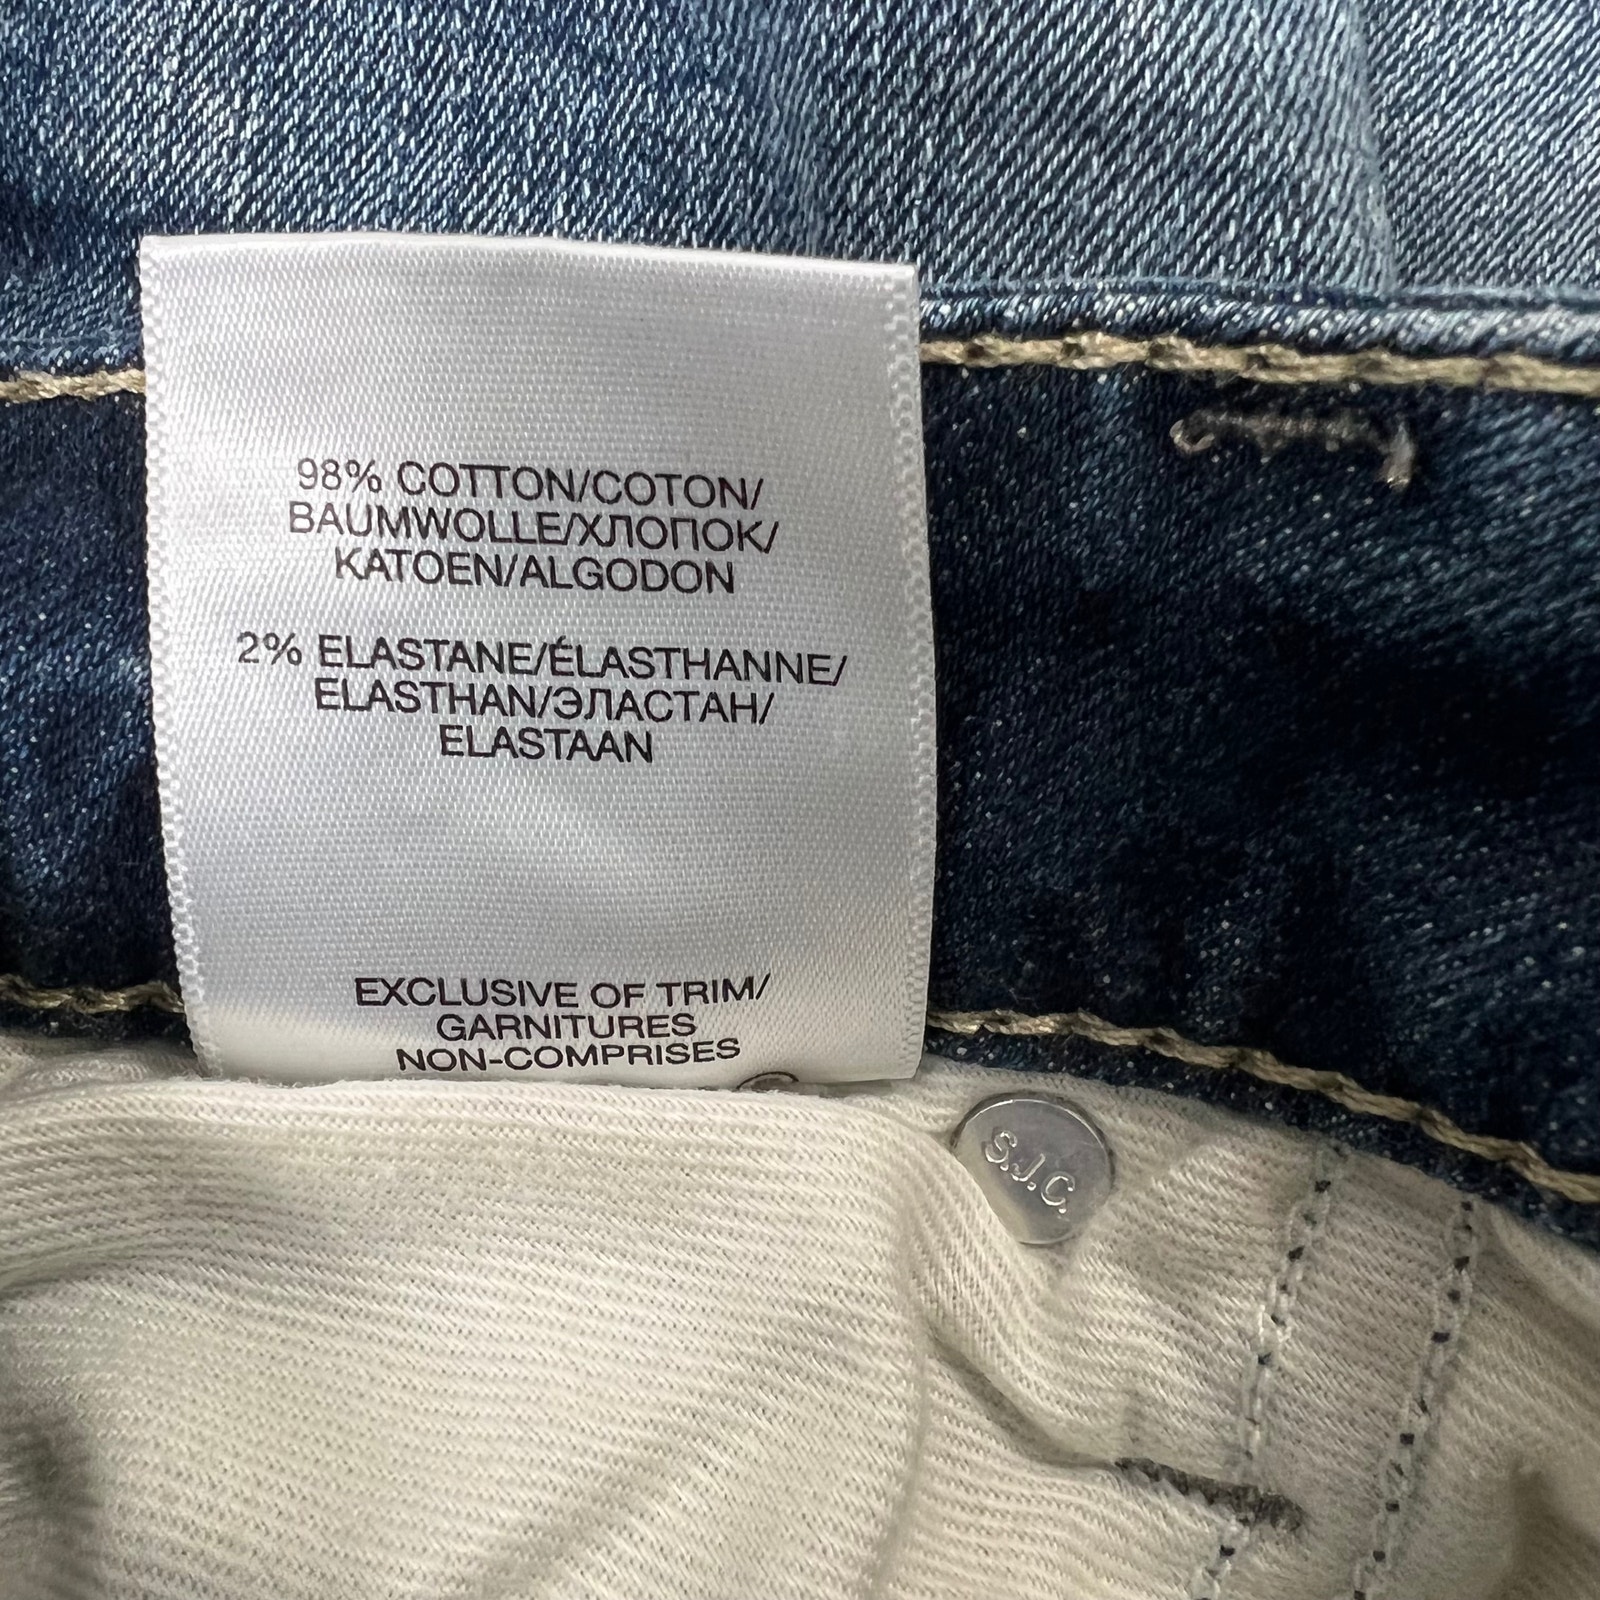 98% COTTON/COTON/
BAUMWOLLE/ХЛОПОК/
KATOEN/ALGODON
2% ELASTANE/ÉLASTHANNE/
ELASTHAN/ЭЛАСТАН/
ELASTAAN
EXCLUSIVE OF TRIM/
GARNITURES
NON-COMPRISES
S.J.C.